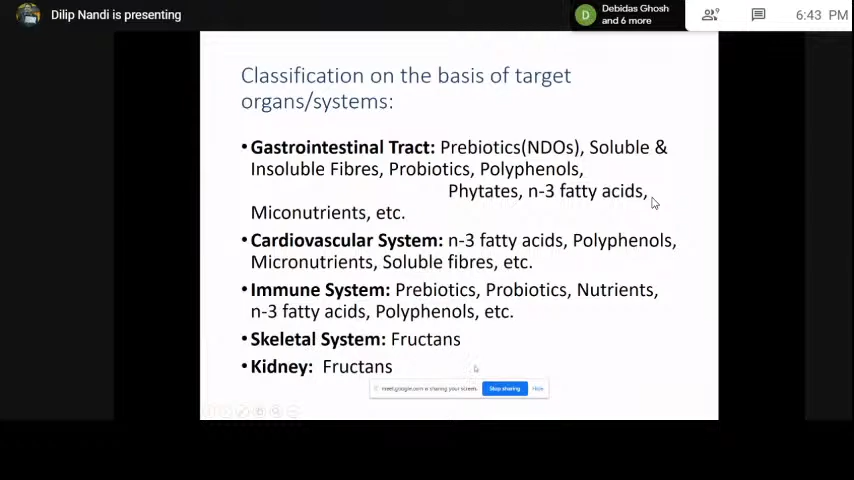 Dilip Nandi is presenting
D
Debidas Ghosh
and 6 more
9
6:43 PM
Classification on the basis of target
organs/systems:
•Gastrointestinal Tract: Prebiotics(NDOs), Soluble &
Insoluble Fibres, Probiotics, Polyphenols,
Phytates, n-3 fatty acids,
Miconutrients, etc.
•Cardiovascular System: n-3 fatty acids, Polyphenols,
Micronutrients, Soluble fibres, etc.
•Immune System: Prebiotics, Probiotics, Nutrients,
n-3 fatty acids, Polyphenols, etc.
•Skeletal System: Fructans
•Kidney: Fructans
meet.google.com is sharing your screen. Stop sharing Hide